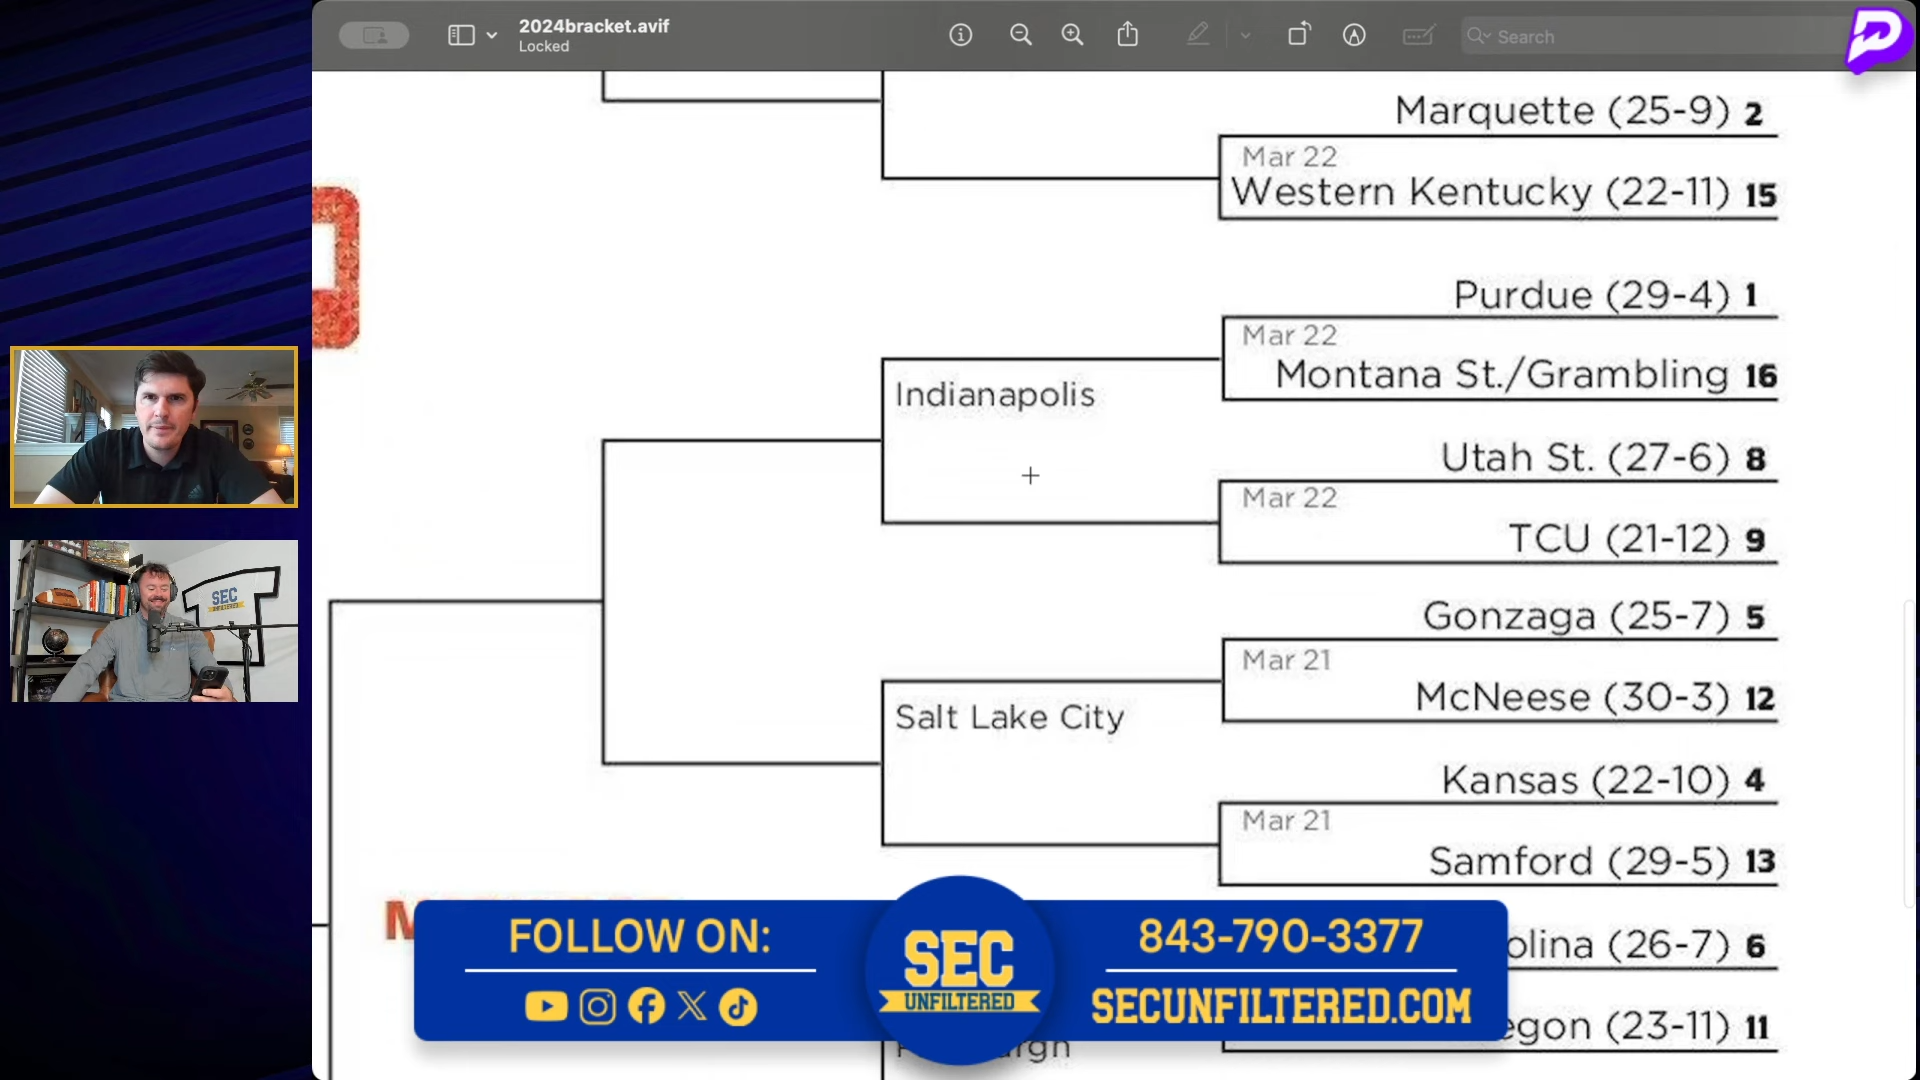 2024bracket.avif
Locked
Search
Marquette (25-9) 2
Mar 22
Western Kentucky (22-11) 15
Purdue (29-4) 1
Mar 22
Montana St./Grambling 16
Indianapolis
Utah St. (27-6) 8
Mar 22
TCU (21-12) 9
Gonzaga (25-7) 5
Mar 21
McNeese (30-3) 12
Salt Lake City
Kansas (22-10) 4
Mar 21
Samford (29-5) 13
SEC
FOLLOW ON:
SEC
UNFILTERED
843-790-3377
SECUNFILTERED.COM
olina (26-7) 6
egon (23-11) 11